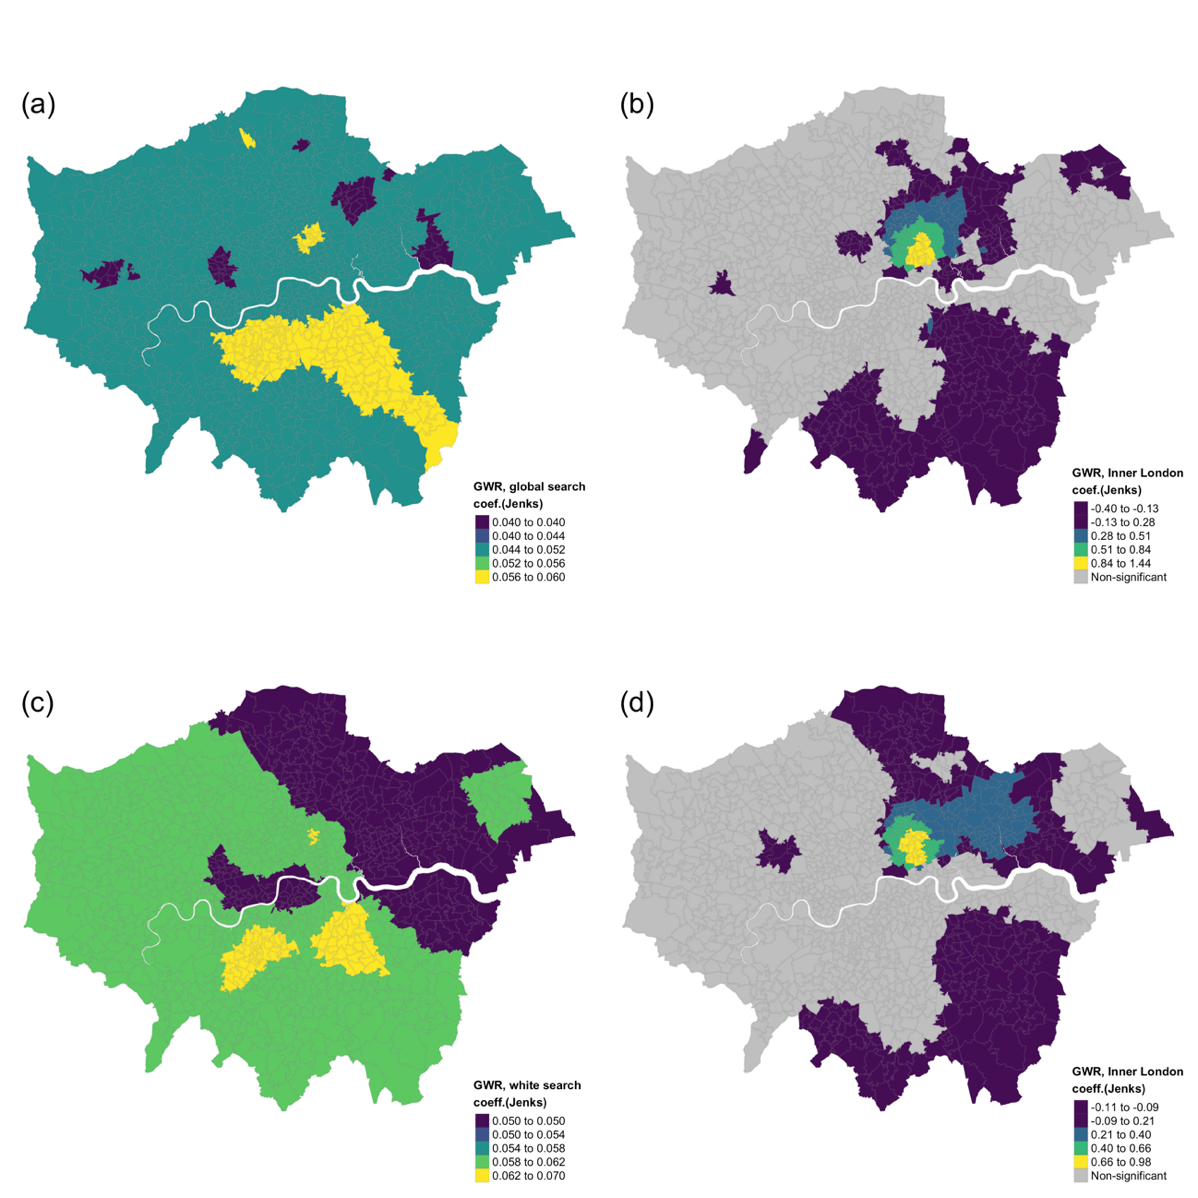 (a)
(b)
GWR, global search
coef.(Jenks)
0.040 to 0.040
0.040 to 0.044
0.044 to 0.052
0.052 to 0.056
0.056 to 0.060
GWR, Inner London
coef.(Jenks)
-0.40 to -0.13
-0.13 to 0.28
0.28 to 0.51
0.51 to 0.84
0.84 to 1.44
Non-significant
(c)
(d)
GWR, white search
coeff.(Jenks)
0.050 to 0.050
0.050 to 0.054
0.054 to 0.058
0.058 to 0.062
0.062 to 0.070
GWR, Inner London
coeff.(Jenks)
-0.11 to -0.09
-0.09 to 0.21
0.21 to 0.40
0.40 to 0.66
0.66 to 0.98
Non-significant